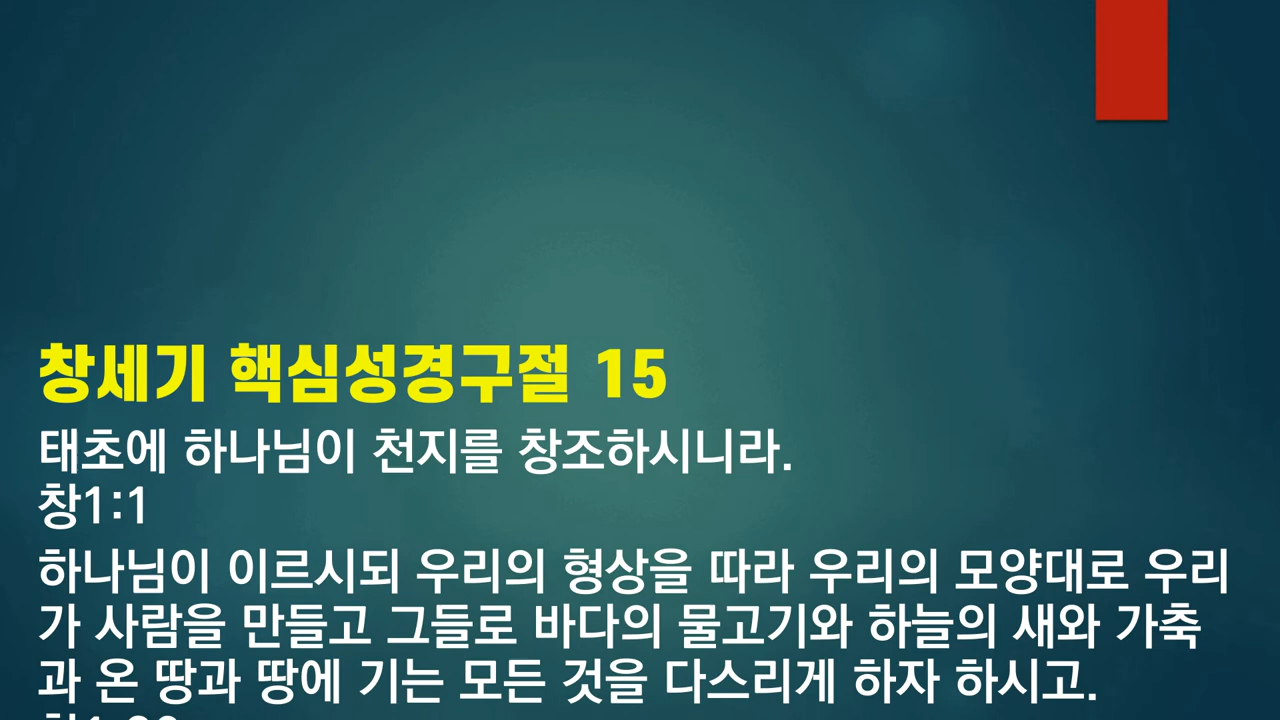 창세기 핵심성경구절 15
태초에 하나님이 천지를 창조하시니라.
창1:1
하나님이 이르시되 우리의 형상을 따라 우리의 모양대로 우리
가 사람을 만들고 그들로 바다의 물고기와 하늘의 새와 가축
과 온 땅과 땅에 기는 모든 것을 다스리게 하자 하시고.